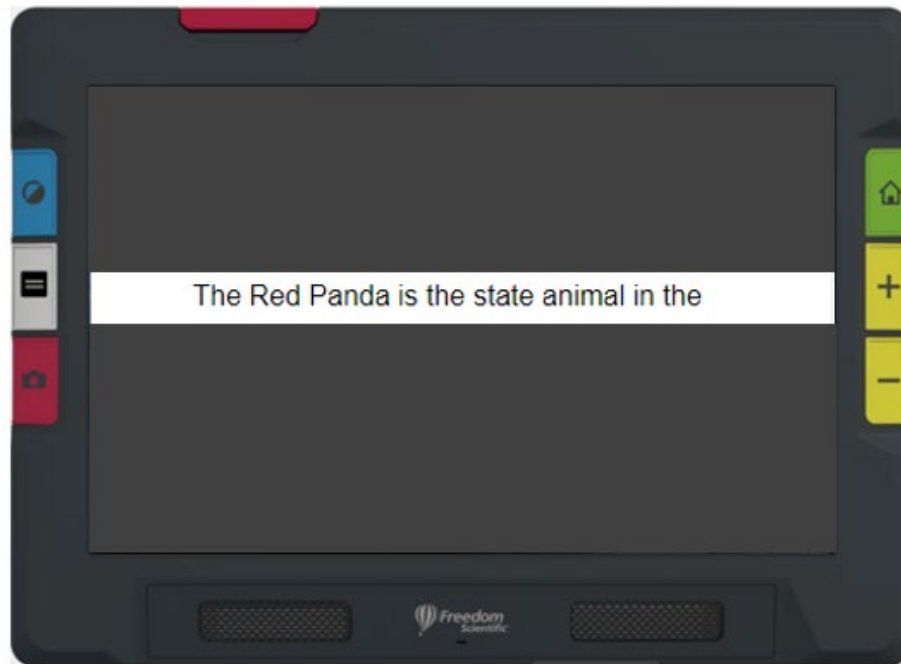 The Red Panda is the state animal in the
Freedom
Scientific